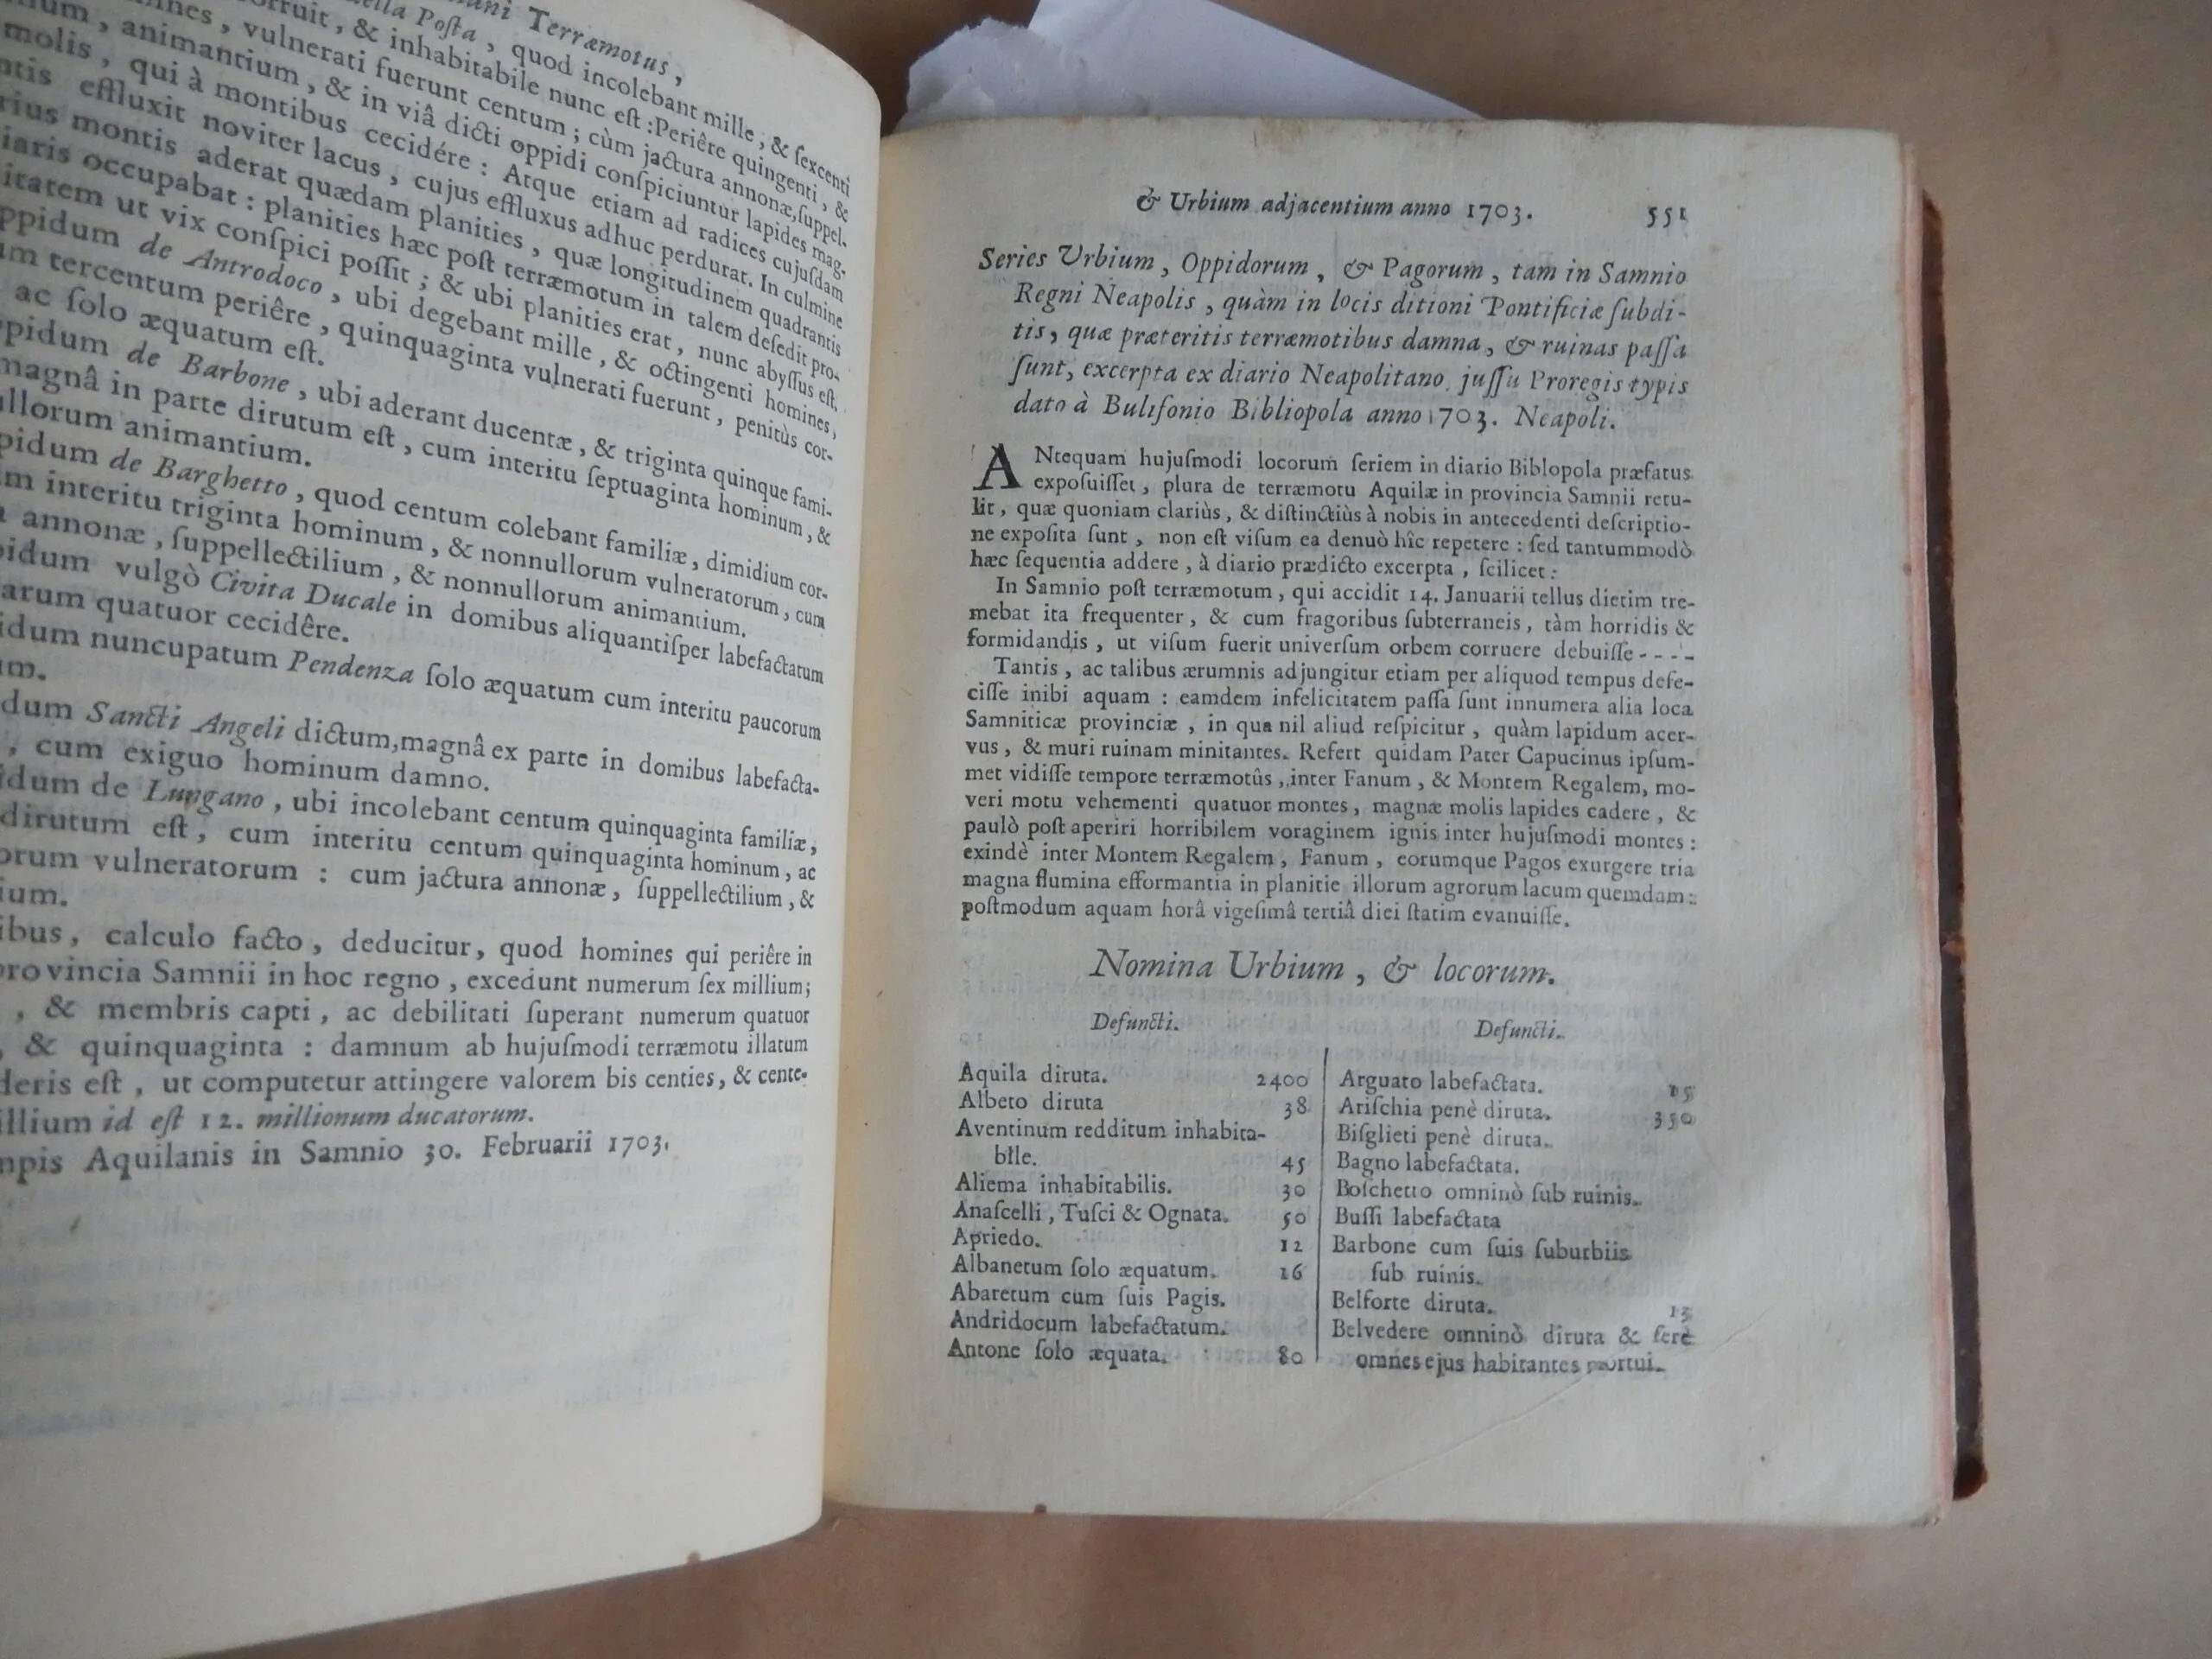 Terræmotus,
della Poſta, quod incolebant mille, & ſexcenti
& inhabitabile nunc eſt: Periêre quingenti, &
vulnerati fuerunt centum; cùm jactura annonæ, ſuppel-
animantium, & in viâ dicti oppidi conſpiciuntur lapides mag-
molis, qui à montibus cecidére: Atque etiam ad radices cujuſdam
effluxit noviter lacus, cujus effluxus adhuc perdurat. In culmine
montis aderat quædam planities, quæ longitudinem quadrantis
occupabat: planities hæc poſt terræmotum in talem deſedit pro-
ut vix conſpici poſſit; & ubi planities erat, nunc abyſſus eſt.
de Antrodoco, ubi degebant mille, & octingenti homines,
tercentum periêre, quinquaginta vulnerati fuerunt, penitùs cor-
ac ſolo æquatum eſt.
de Barbone, ubi aderant ducentæ, & triginta quinque fami-
magnâ in parte dirutum eſt, cum interitu ſeptuaginta hominum, &
animantium.
de Barghetto, quod centum colebant familiæ, dimidium cor-
interitu triginta hominum, & nonnullorum vulneratorum, cum
annonæ, ſuppellectilium, & nonnullorum animantium.
vulgò Civita Ducale in domibus aliquantiſper labefactatum
quatuor cecidêre.
nuncupatum Pendenza ſolo æquatum cum interitu paucorum
Sancti Angeli dictum, magnâ ex parte in domibus labefacta-
, cum exiguo hominum damno.
de Lungano, ubi incolebant centum quinquaginta familiæ,
dirutum eſt, cum interitu centum quinquaginta hominum, ac
vulneratorum: cum jactura annonæ, ſuppellectilium, &
calculo facto, deducitur, quod homines qui periêre in
provincia Samnii in hoc regno, excedunt numerum ſex millium;
, & membris capti, ac debilitati ſuperant numerum quatuor
, & quinquaginta: damnum ab hujuſmodi terræmotu illatum
eſt, ut computetur attingere valorem bis centies, & cente-
id eſt 12. millionum ducatorum.
Aquilanis in Samnio 30. Februarii 1703.
& Urbium adjacentium anno 1703. 551
Series Urbium, Oppidorum, & Pagorum, tam in Samnio
Regni Neapolis, quàm in locis ditioni Pontificiæ ſubdi-
tis, quæ præteritis terræmotibus damna, & ruinas paſſa
ſunt, excerpta ex diario Neapolitano, juſſu Proregis typis
dato à Bulifonio Bibliopola anno 1703. Neapoli.
ANtequam hujuſmodi locorum ſeriem in diario Biblopola præfatus
expoſuiſſet, plura de terræmotu Aquilæ in provincia Samnii retu-
lit, quæ quoniam clariùs, & diſtinctiùs à nobis in antecedenti deſcriptio-
ne expoſita ſunt, non eſt viſum ea denuò hîc repetere: ſed tantummodò
hæc ſequentia addere, à diario prædicto excerpta, ſcilicet:
In Samnio poſt terræmotum, qui accidit 14. Januarii tellus dietim tre-
mebat ita frequenter, & cum fragoribus ſubterraneis, tàm horridis &
formidandis, ut viſum fuerit univerſum orbem corruere debuiſſe - - - -
Tantis, ac talibus ærumnis adjungitur etiam per aliquod tempus defe-
ciſſe inibi aquam: eamdem infelicitatem paſſa ſunt innumera alia loca
Samniticæ provinciæ, in qua nil aliud reſpicitur, quàm lapidum acer-
vus, & muri ruinam minitantes. Refert quidam Pater Capucinus ipſum-
met vidiſſe tempore terræmotûs, inter Fanum, & Montem Regalem, mo-
veri motu vehementi quatuor montes, magnæ molis lapides cadere, &
paulò poſt aperiri horribilem voraginem ignis inter hujuſmodi montes:
exindè inter Montem Regalem, Fanum, eorumque Pagos exurgere tria
magna flumina efformantia in planitie illorum agrorum lacum quemdam:
poſtmodum aquam horâ vigeſimâ tertiâ diei ſtatim evanuiſſe.
Nomina Urbium, & locorum.
Defuncti.
Aquila diruta. 2400
Albeto diruta 38
Aventinum redditum inhabita-
bile. 45
Aliema inhabitabilis. 30
Anaſcelli, Tuſci & Ognata. 50
Apriedo. 12
Albanetum ſolo æquatum. 16
Abaretum cum ſuis Pagis.
Andridocum labefactatum.
Antone ſolo æquata. 80
Defuncti.
Arguato labefactata. 15
Ariſchia penè diruta. 350
Biſglieti penè diruta.
Bagno labefactata.
Boſchetto omninò ſub ruinis.
Buſſi labefactata
Barbone cum ſuis ſuburbiis
ſub ruinis.
Belforte diruta. 13
Belvedere omninò diruta & ferè
omnes ejus habitantes mortui.